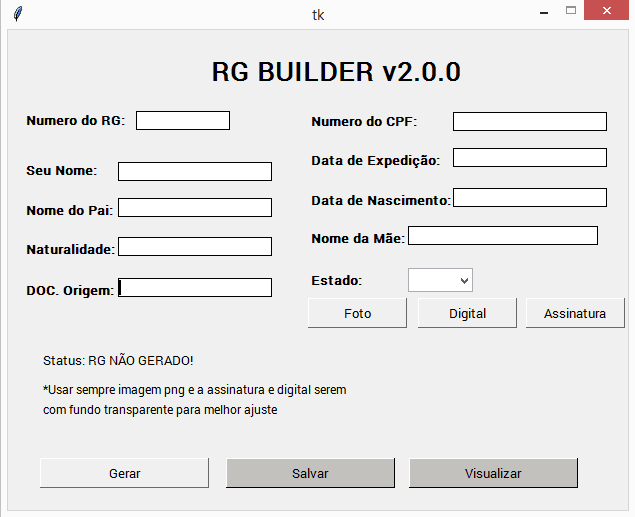 tk
RG BUILDER v2.0.0
Numero do RG:
Numero do CPF:
Data de Expedição:
Seu Nome:
Data de Nascimento:
Nome do Pai:
Nome da Mãe:
Naturalidade:
Estado:
DOC. Origem:
Foto Digital Assinatura
Status: RG NÃO GERADO!
*Usar sempre imagem png e a assinatura e digital serem
com fundo transparente para melhor ajuste
Gerar Salvar Visualizar